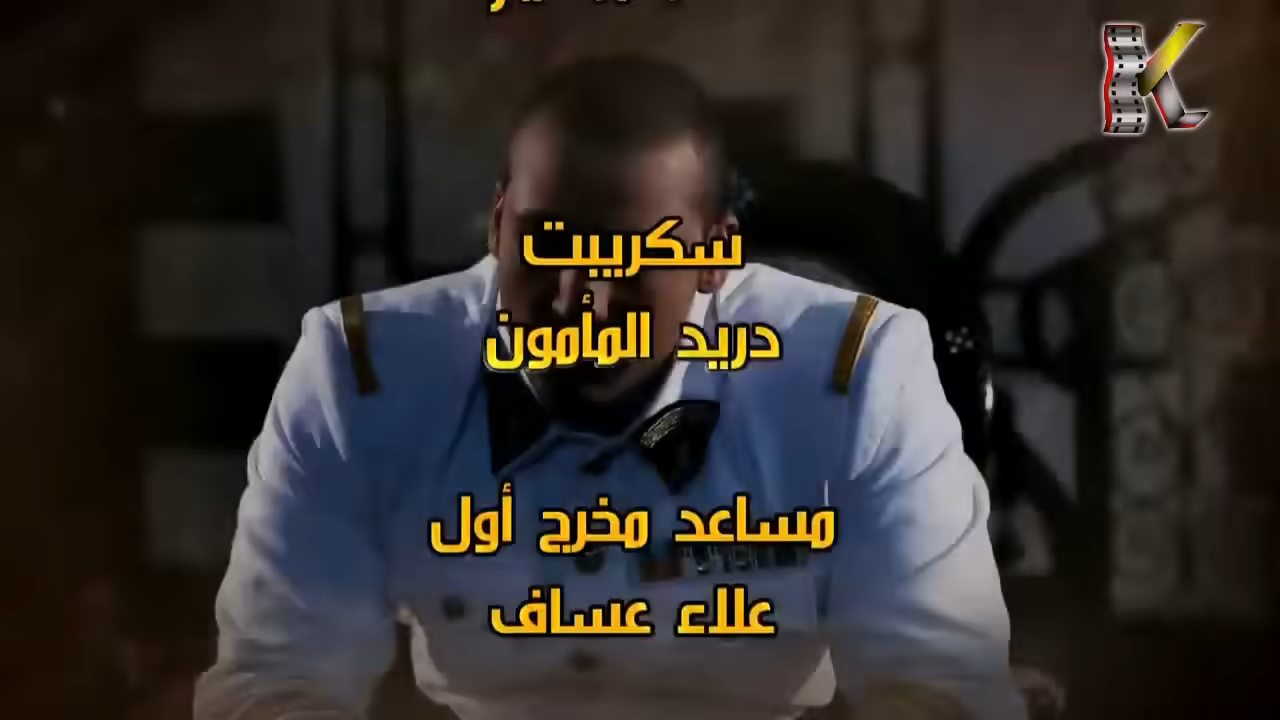 سكريبت
دريد المأمون
مساعد مخرج أول
علاء عساف